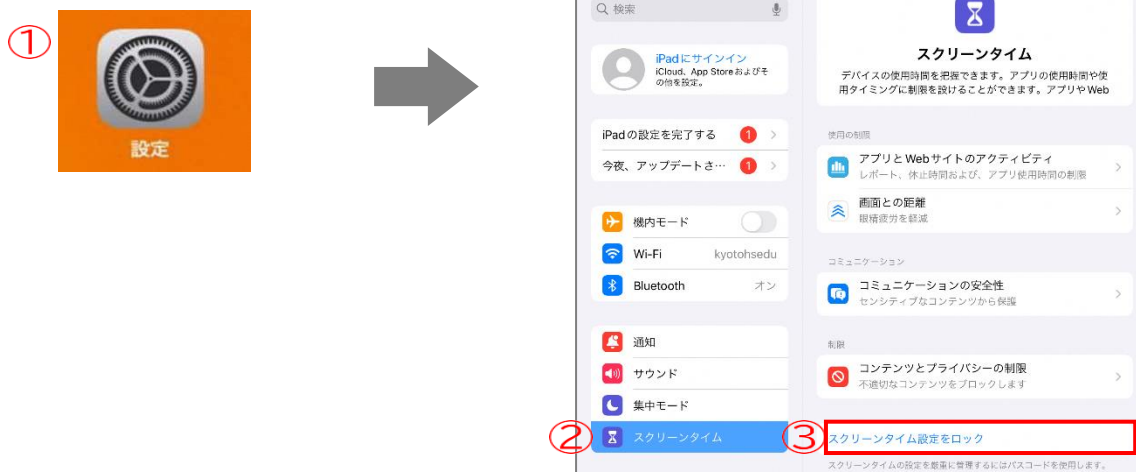 ①
設定
検索
iPadにサインイン
iCloud、App Storeおよびそ
の他を設定。
iPadの設定を完了する 1
今夜、アップデートさ… 1
機内モード
Wi-Fi kyotohsedu
Bluetooth オン
通知
サウンド
集中モード
② スクリーンタイム
スクリーンタイム
デバイスの使用時間を把握できます。アプリの使用時間や使
用タイミングに制限を設けることができます。アプリやWeb
使用の制限
アプリとWebサイトのアクティビティ
レポート、休止時間および、アプリ使用時間の制限
画面との距離
眼精疲労を軽減
コミュニケーション
コミュニケーションの安全性
センシティブなコンテンツから保護
制限
コンテンツとプライバシーの制限
不適切なコンテンツをブロックします
③ スクリーンタイム設定をロック
スクリーンタイムの設定を厳重に管理するにはパスコードを使用します。